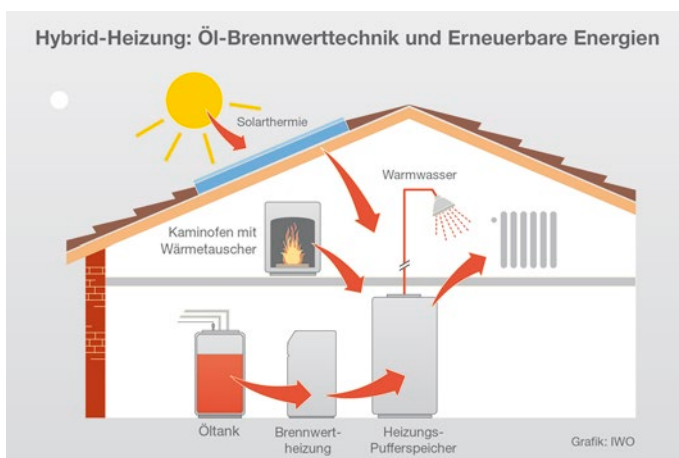 Hybrid-Heizung: Öl-Brennwerttechnik und Erneuerbare Energien
Solarthermie
Warmwasser
Kaminofen mit
Wärmetauscher
Öltank
Brennwert-
heizung
Heizungs-
Pufferspeicher
Grafik: IWO